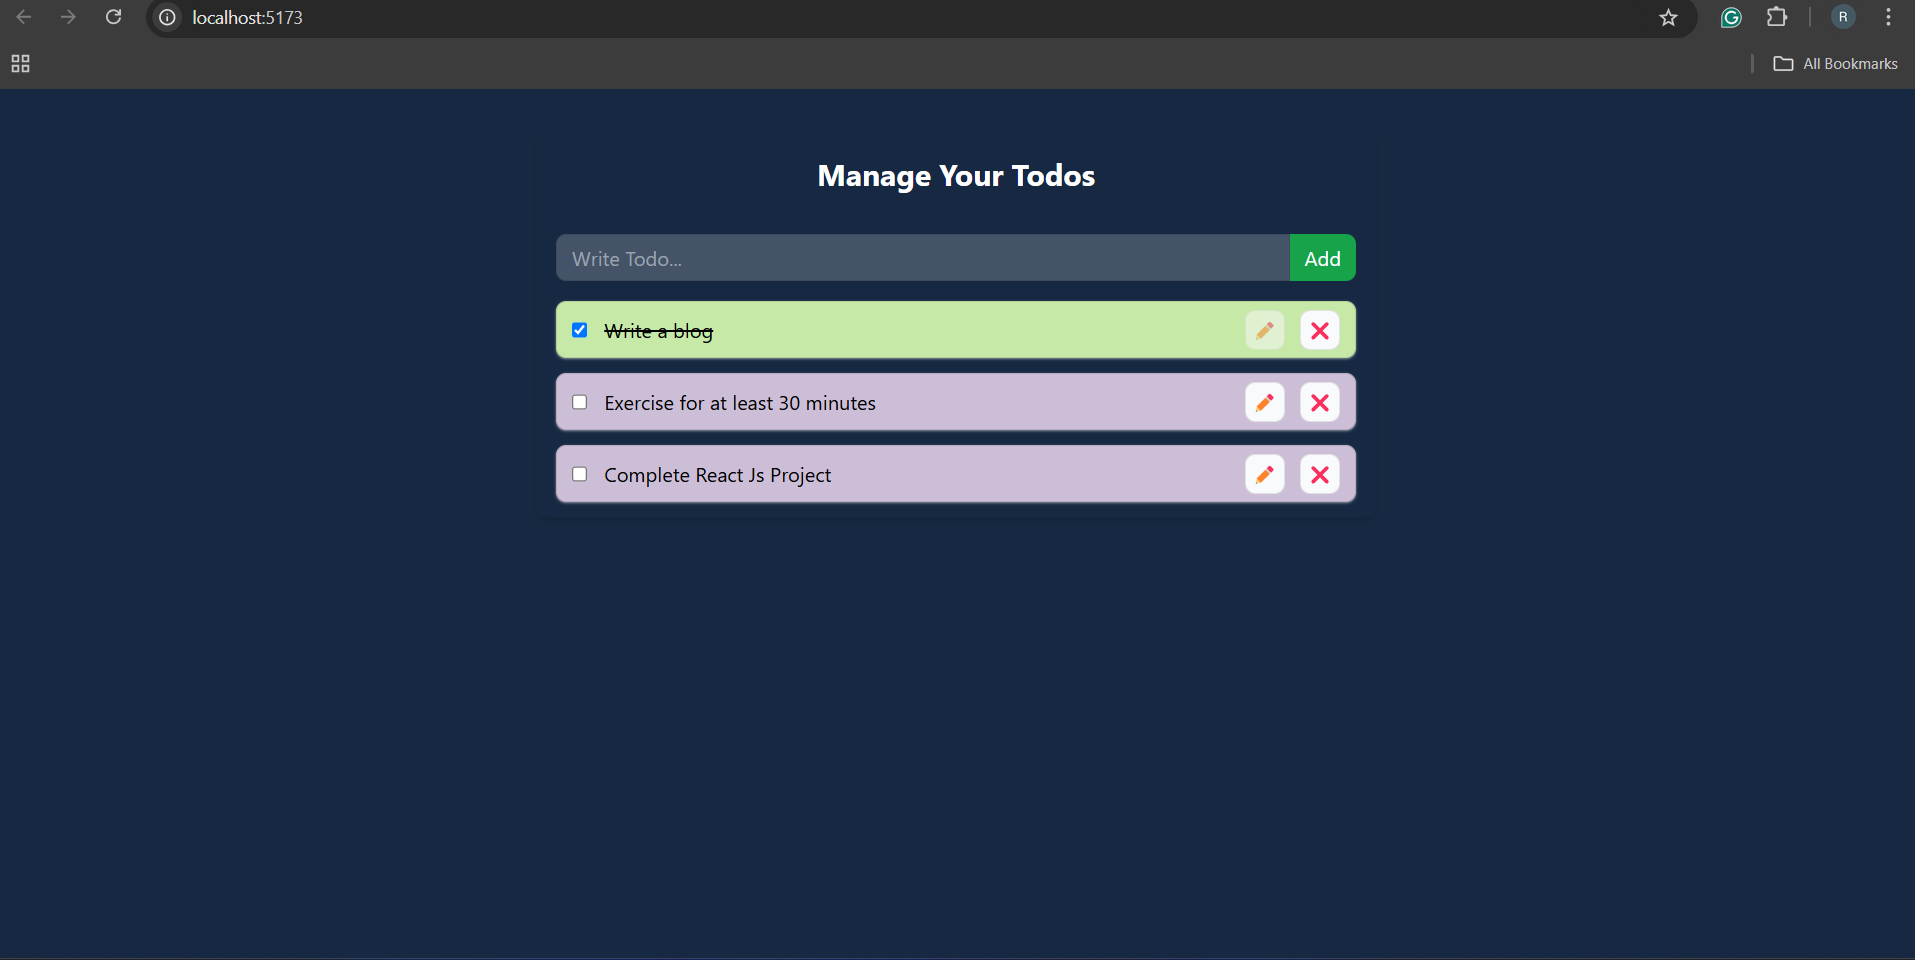 localhost:5173
R
All Bookmarks
Manage Your Todos
Write Todo...
Add
Write a blog
Exercise for at least 30 minutes
Complete React Js Project